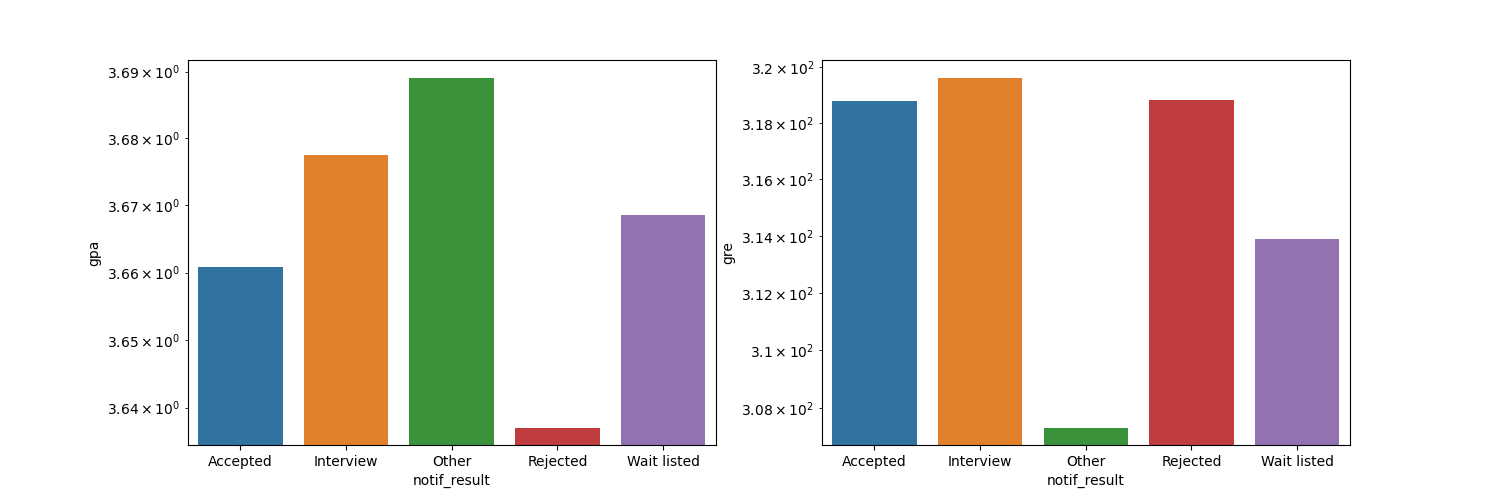 3.69 × 10⁰
3.68 × 10⁰
3.67 × 10⁰
3.66 × 10⁰
3.65 × 10⁰
3.64 × 10⁰
gpa
Accepted Interview Other Rejected Wait listed
notif_result
3.2 × 10²
3.18 × 10²
3.16 × 10²
3.14 × 10²
3.12 × 10²
3.1 × 10²
3.08 × 10²
gre
Accepted Interview Other Rejected Wait listed
notif_result